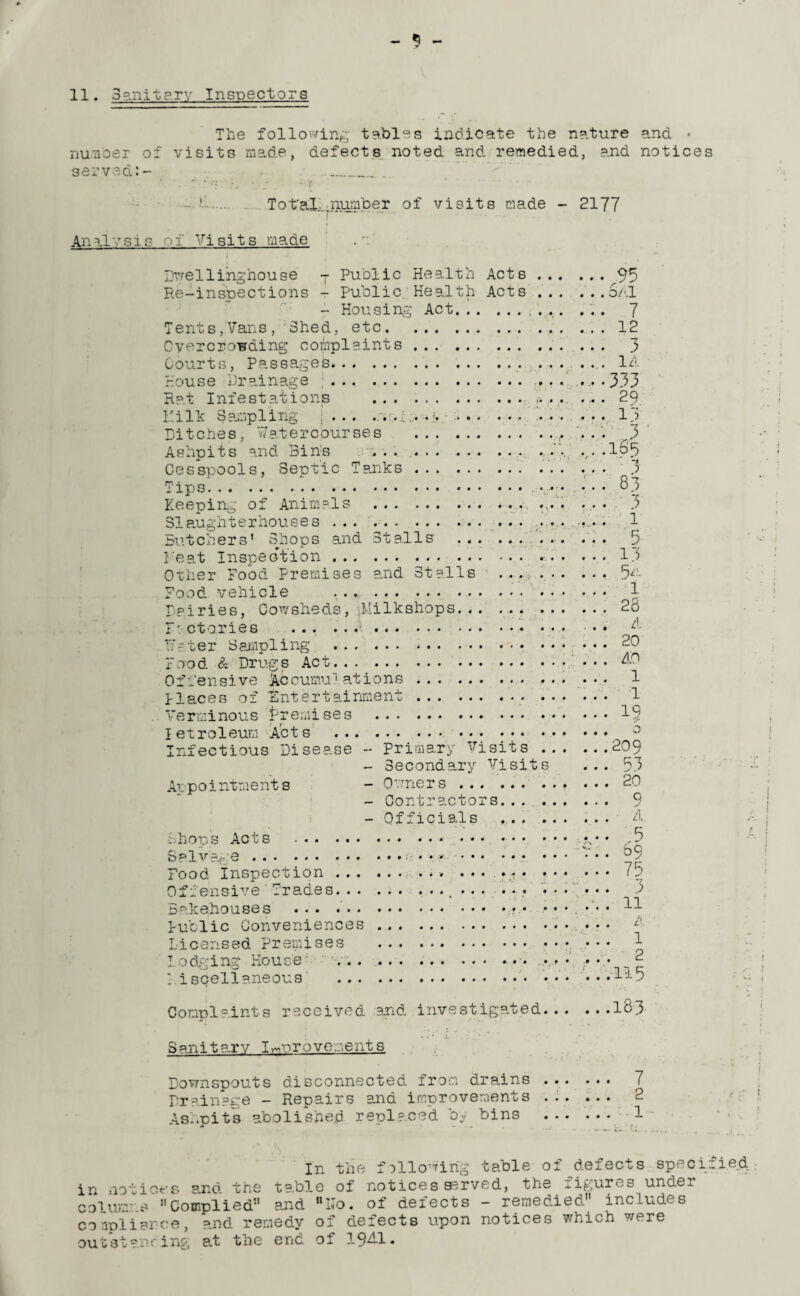 - 9 -
11. Sanitary Inspectors
The following tables indicate the nature and
number of visits made, defects noted and remedied, and notices
served:-
Total number of visits made - 2177
Analysis of Visits made
Dwellinghouse - Public Health Acts ... ... 95
Re-inspections - Public Health Acts ... ...641
- Housing Act... ... ... ... 7
Tents,Vans, Shed, etc. ... ... ... ... ... 12
Overcrowding complaints ... ... ... ... ... 3
Courts, Passages... ... ... ... ... ... ... 14
House Drainage ... ... ... ... ... ... ...333
Rat Infestations ... ... ... ... ... ... 29
Milk Sampling ... ... ... ... ... ... ... 13
Ditches, Watercourses ... ... ... ... ... 3
Ashpits and Bins ... ... ... ... ... ...165
Cesspools, Septic Tanks ... ... ... ... ... 3
Tips... ... ... ... ... ... ... ... ... ... 83
Keeping of Animals ... ... ... ... ... ... 3
Slaughterhouses ... ... ... ... ... ... ... 1
Butchers' Shops and Stalls ... ... ... ... 5
Meat Inspection ... ... ... ... ... ... ... 13
Other Food Premises and Stalls ... ... ... 54
Food vehicle ... ... ... ... ... ... ... 1
Dairies, Cowsheds, Milkshops... ... ... ... 28
Factories ... ... ... ... ... ... ... .. 4
Water Sampling ... ... ... ... ... ... ... 20
Food & Drugs Act... ... ... ... ... ... ... 40
Offensive Accumulations ... ... ... ... ... 1
Places of Entertainment ... ... ... ... ... 1
Verminous Premises ... ... ... ... ... ... 19
Petroleum Acts ... ... ... ... ... ... ...
Infectious Disease - Primary Visits ... ...209
- Secondary Visits ... 53
Appointments - Owners ... ... ... ... 20
- Contractors... ... ... 9
- Officials ... ... ... 4
Shops Acts ... ... ... ... ... ... ... ... 5
Salvage ... ... ... ... ... ... ... ... ... 69
Food Inspection ... ... ... ... ... ... ... 75
Offensive Trades... ... ... ... ... ... ... 3
Bakehouses ... ... ... ... ... ... ... ... 11
Public Conveniences ... ... ... ... ... ... 4
Licensed Premises ... ... ... ... ... ... 1
Lodging House ... ... ... ... ... ... ... 2
Miscellaneous ... ... ... ... ... ... ...115
Complaints received and investigated... ...183
Sanitary Improvements
Downspouts disconnected from drains ... ... 7
Drainage - Repairs and improvements ... ... 2
Ashpits abolished replaced by bins ... ... 1
In the following table of defects specified
in notices and the table of notices served, the figures under
columns "Complied" and "No. of defects - remedied" includes
compliance, and remedy of defects upon notices which were
outstanding at the end of 1941.